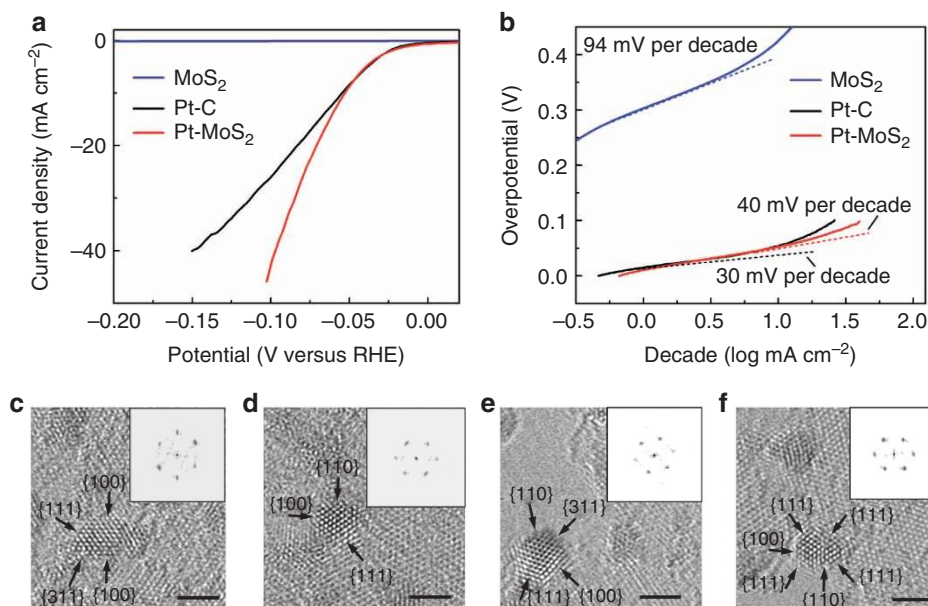 a
0
−20
−40
Current density (mA cm−2)
MoS2
Pt-C
Pt-MoS2
−0.20
−0.15
−0.10
−0.05
0.00
Potential (V versus RHE)
b
0.4
0.3
0.2
0.1
0.0
Overpotential (V)
94 mV per decade
MoS2
Pt-C
Pt-MoS2
40 mV per decade
30 mV per decade
−0.5
0.0
0.5
1.0
1.5
2.0
Decade (log mA cm−2)
c
{100}
{111}
{311}
{100}
d
{110}
{100}
{111}
e
{110}
{311}
{111}
{100}
f
{111}
{111}
{100}
{111}
{111}
{110}